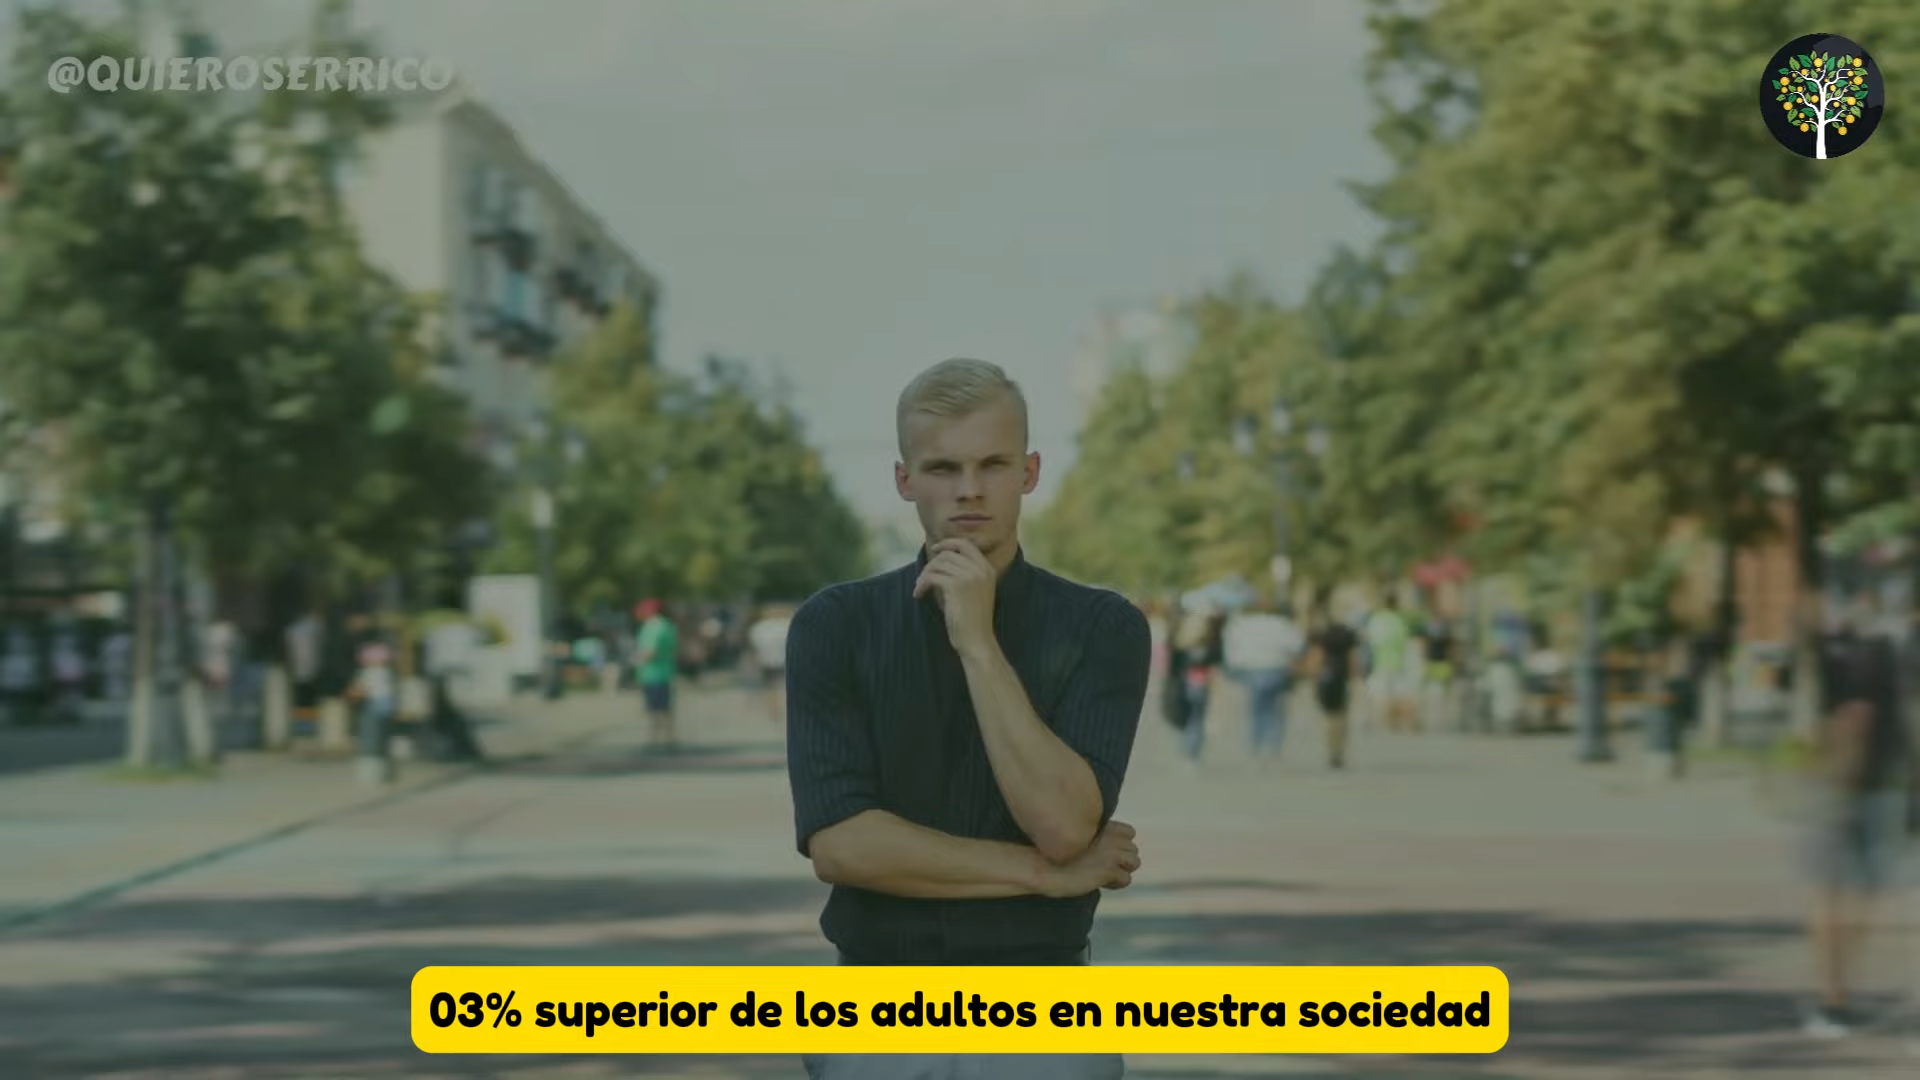 @QUIEROSERRICO
03% superior de los adultos en nuestra sociedad